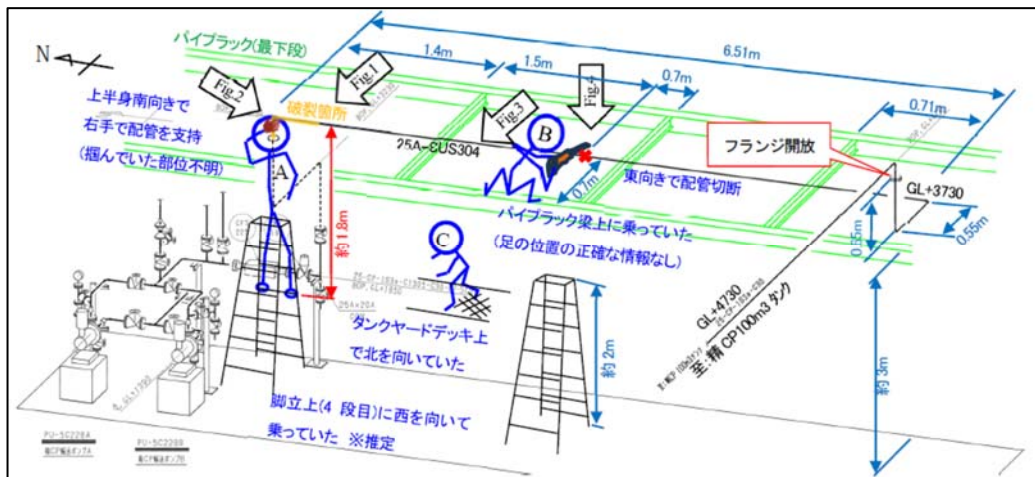 パイプラック(最下段)
N
1.4m
1.5m
6.51m
0.7m
0.71m
Fig.1
Fig.2
Fig.3
Fig.4
上半身南向きで
右手で配管を支持
(掴んでいた部位不明)
破裂箇所
A
B
C
25A-SUS304
フランジ開放
GL+3730
0.7m
東向きで配管切断
パイプラック梁上に乗っていた
(足の位置の正確な情報なし)
0.55m
0.55m
約1.8m
25A×20A
タンクヤードデッキ上
で北を向いていた
GL+4730
至:精CP100m3タンク
約2m
約3m
脚立上(4 段目)に西を向いて
乗っていた ※推定
PU-5C228A
PU-5C228B